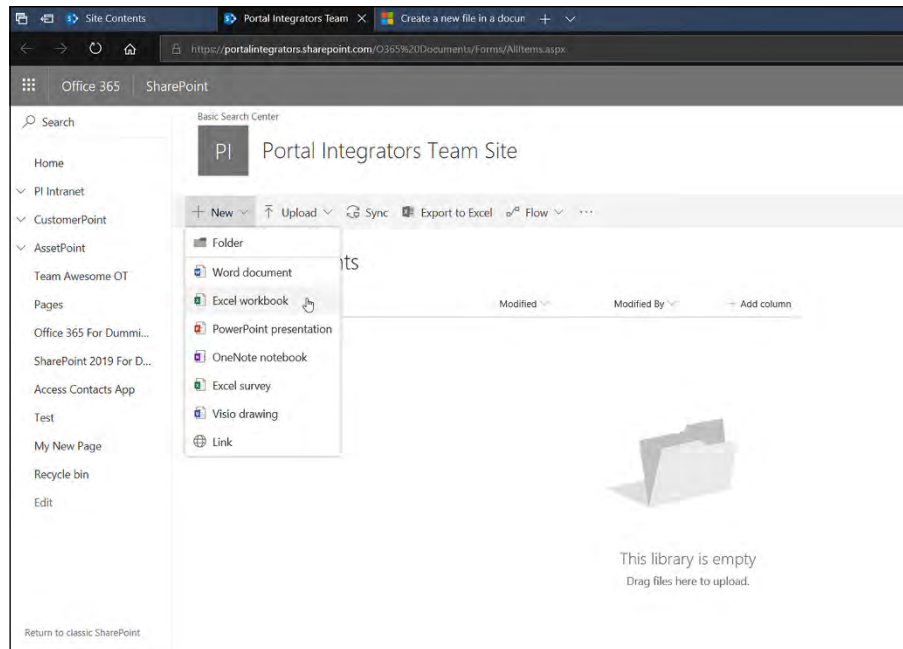 Site Contents
Portal Integrators Team
Create a new file in a docun
https://portalintegrators.sharepoint.com/O365%20Documents/Forms/AllItems.aspx
Office 365
SharePoint
Search
Basic Search Center
PI
Portal Integrators Team Site
Home
PI Intranet
CustomerPoint
AssetPoint
Team Awesome OT
Pages
Office 365 For Dummi...
SharePoint 2019 For D...
Access Contacts App
Test
My New Page
Recycle bin
Edit
Return to classic SharePoint
+ New
Upload
Sync
Export to Excel
Flow
...
Folder
Word document
Excel workbook
PowerPoint presentation
OneNote notebook
Excel survey
Visio drawing
Link
nts
Modified
Modified By
+ Add column
This library is empty
Drag files here to upload.